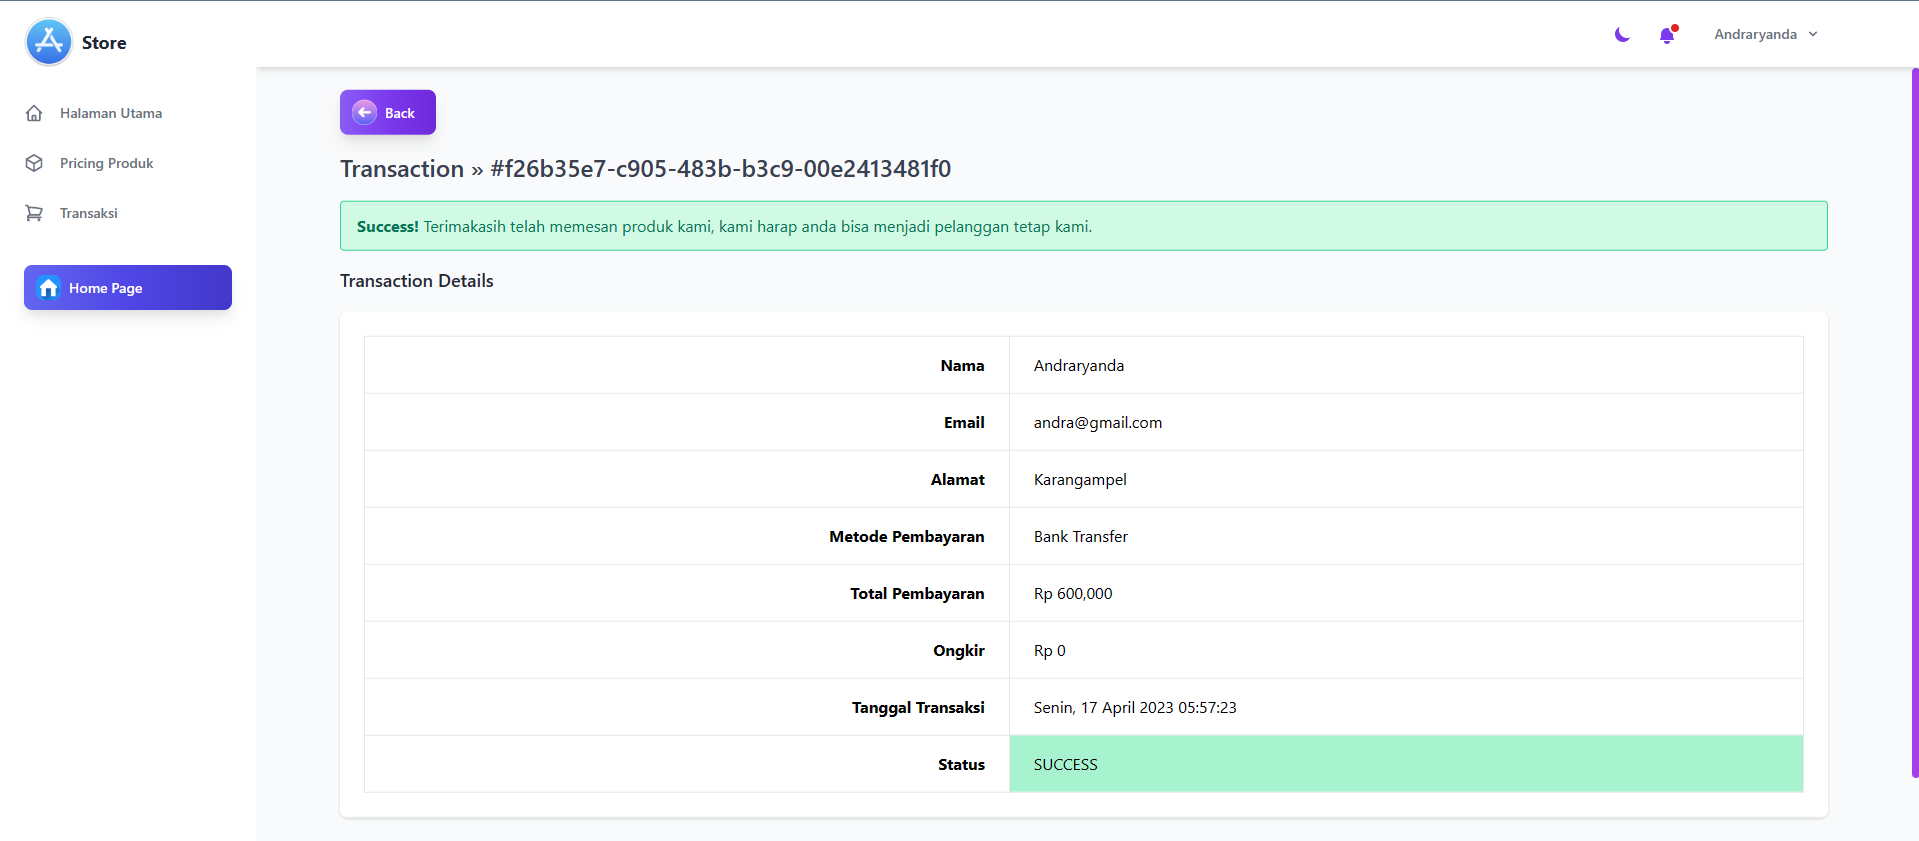 Store
Andraryanda
Halaman Utama
Pricing Produk
Transaksi
Home Page
Back
Transaction » #f26b35e7-c905-483b-b3c9-00e2413481f0
Success! Terimakasih telah memesan produk kami, kami harap anda bisa menjadi pelanggan tetap kami.
Transaction Details
Nama Andraryanda
Email andra@gmail.com
Alamat Karangampel
Metode Pembayaran Bank Transfer
Total Pembayaran Rp 600,000
Ongkir Rp 0
Tanggal Transaksi Senin, 17 April 2023 05:57:23
Status SUCCESS